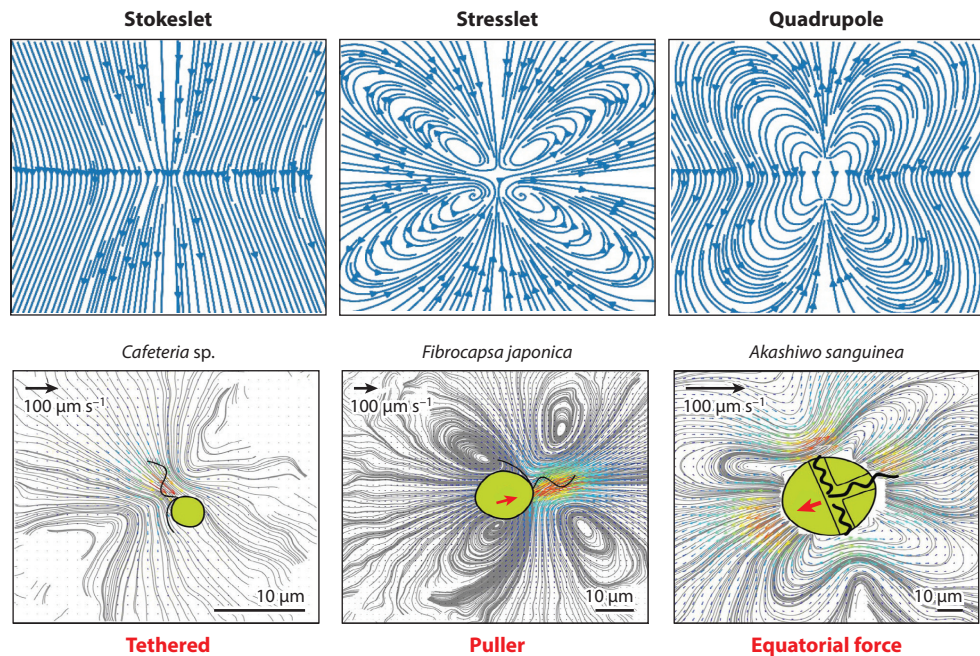 Stokeslet
Stresslet
Quadrupole
Cafeteria sp.
Fibrocapsa japonica
Akashiwo sanguinea
100 µm s⁻¹
100 µm s⁻¹
100 µm s⁻¹
10 µm
10 µm
10 µm
Tethered
Puller
Equatorial force